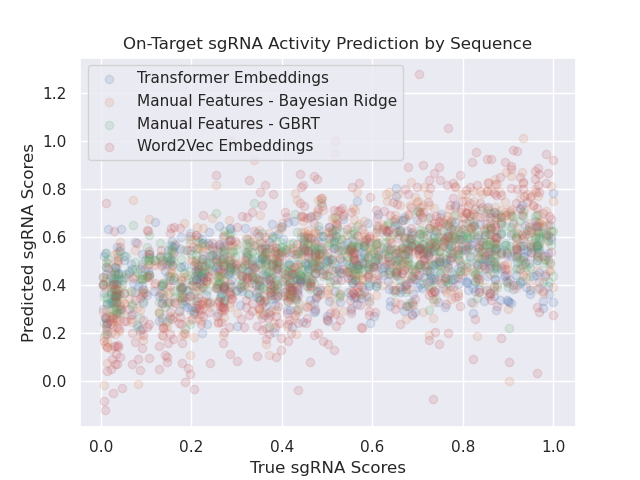 On-Target sgRNA Activity Prediction by Sequence
Transformer Embeddings
Manual Features - Bayesian Ridge
Manual Features - GBRT
Word2Vec Embeddings
Predicted sgRNA Scores
1.2
1.0
0.8
0.6
0.4
0.2
0.0
0.0 0.2 0.4 0.6 0.8 1.0
True sgRNA Scores